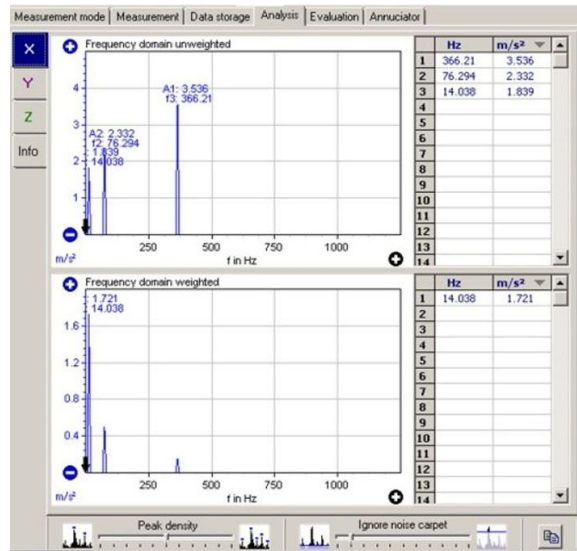 Measurement mode | Measurement | Data storage | Analysis | Evaluation | Annuciator
X
Y
Z
Info
Frequency domain unweighted
A1: 3.536
f3: 366.21
A2: 2.332
f2: 76.294
: 1.839
14.038
4
3
2
1
m/s²
250 500 750 1000
f in Hz
Hz m/s²
1 366.21 3.536
2 76.294 2.332
3 14.038 1.839
4
5
6
7
8
9
10
11
12
13
14
Frequency domain weighted
: 1.721
14.038
1.6
1.2
0.8
0.4
m/s²
250 500 750 1000
f in Hz
Hz m/s²
1 14.038 1.721
2
3
4
5
6
7
8
9
10
11
12
13
14
Peak density
Ignore noise carpet